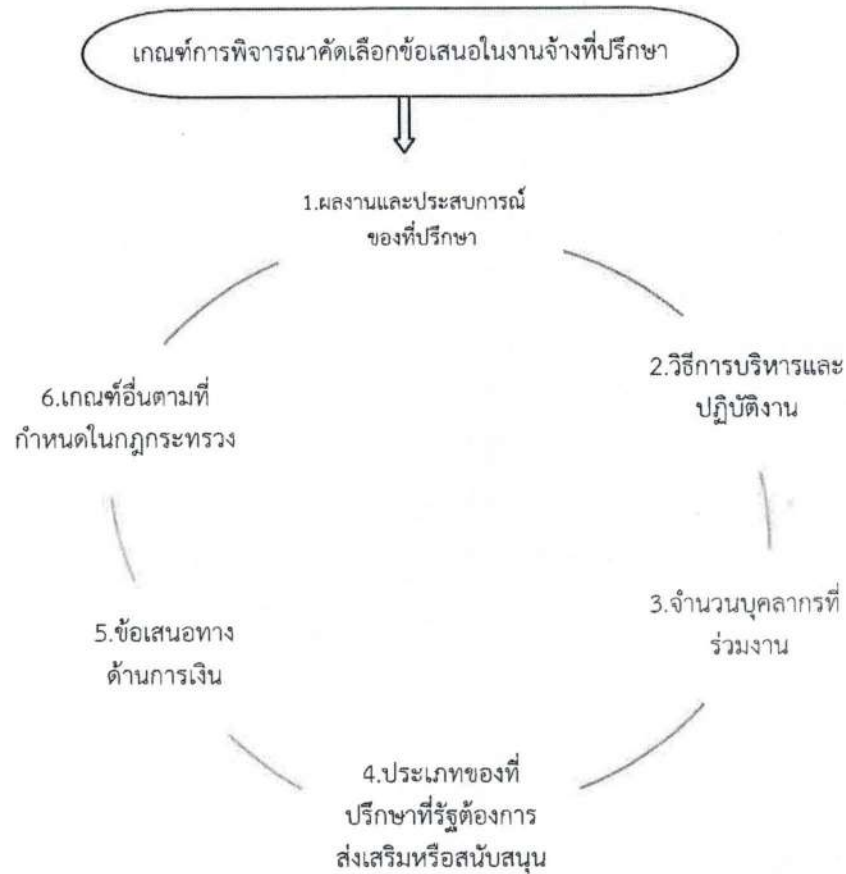 เกณฑ์การพิจารณาคัดเลือกข้อเสนอในงานจ้างที่ปรึกษา
1.ผลงานและประสบการณ์
ของที่ปรึกษา
2.วิธีการบริหารและ
ปฏิบัติงาน
3.จำนวนบุคลากรที่
ร่วมงาน
4.ประเภทของที่
ปรึกษาที่รัฐต้องการ
ส่งเสริมหรือสนับสนุน
5.ข้อเสนอทาง
ด้านการเงิน
6.เกณฑ์อื่นตามที่
กำหนดในกฎกระทรวง